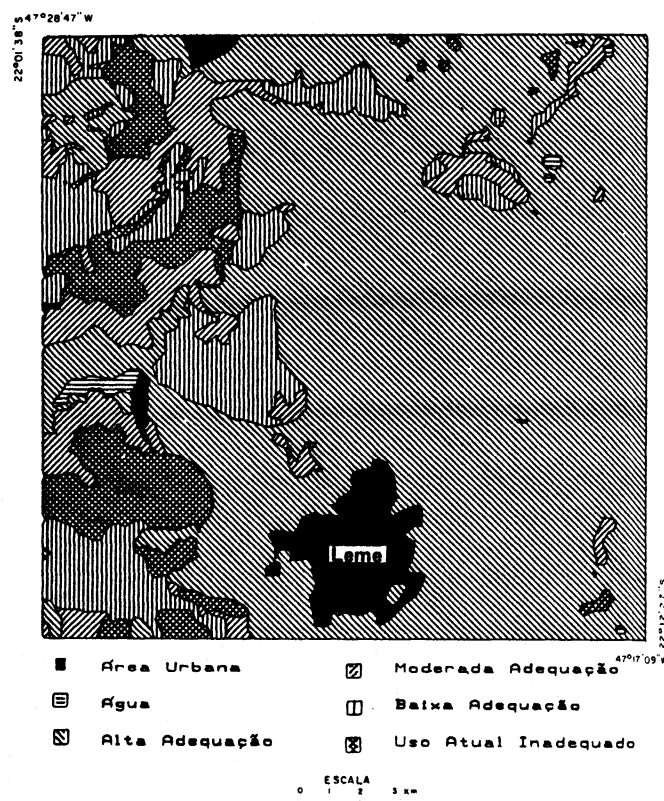 47°28'47"W
22°01'38"S
Leme
47°17'09"W
Área Urbana
Moderada Adequação
Água
Baixa Adequação
Alta Adequação
Uso Atual Inadequado
ESCALA
0 1 2 3 Km